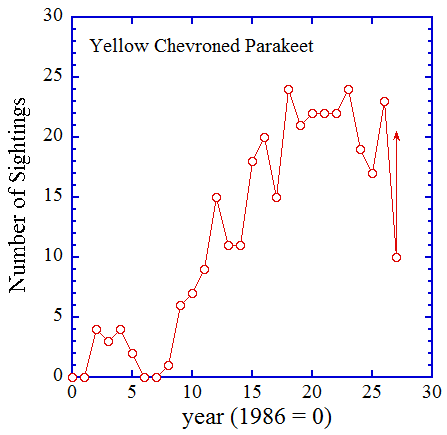 Yellow Chevroned Parakeet
Number of Sightings
30
25
20
15
10
5
0
0 5 10 15 20 25 30
year (1986 = 0)